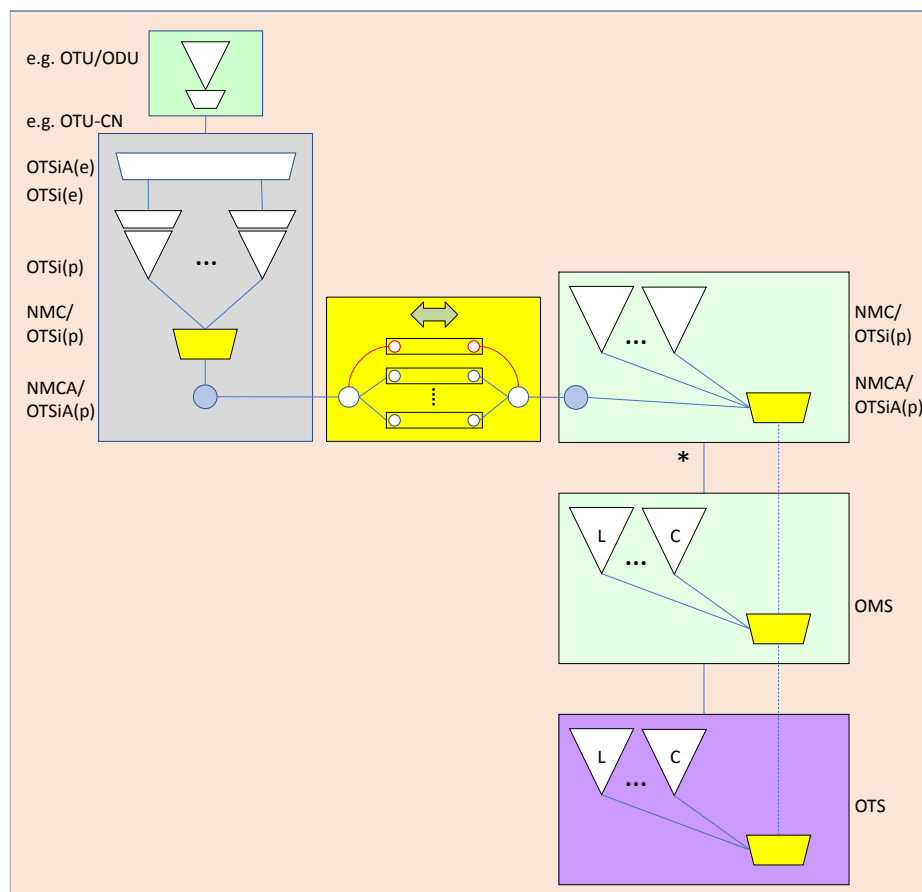 e.g. OTU/ODU
e.g. OTU-CN
OTSiA(e)
OTSi(e)
OTSi(p)
...
NMC/
OTSi(p)
NMCA/
OTSiA(p)
...
NMC/
OTSi(p)
NMCA/
OTSiA(p)
*
L
C
...
OMS
L
C
...
OTS